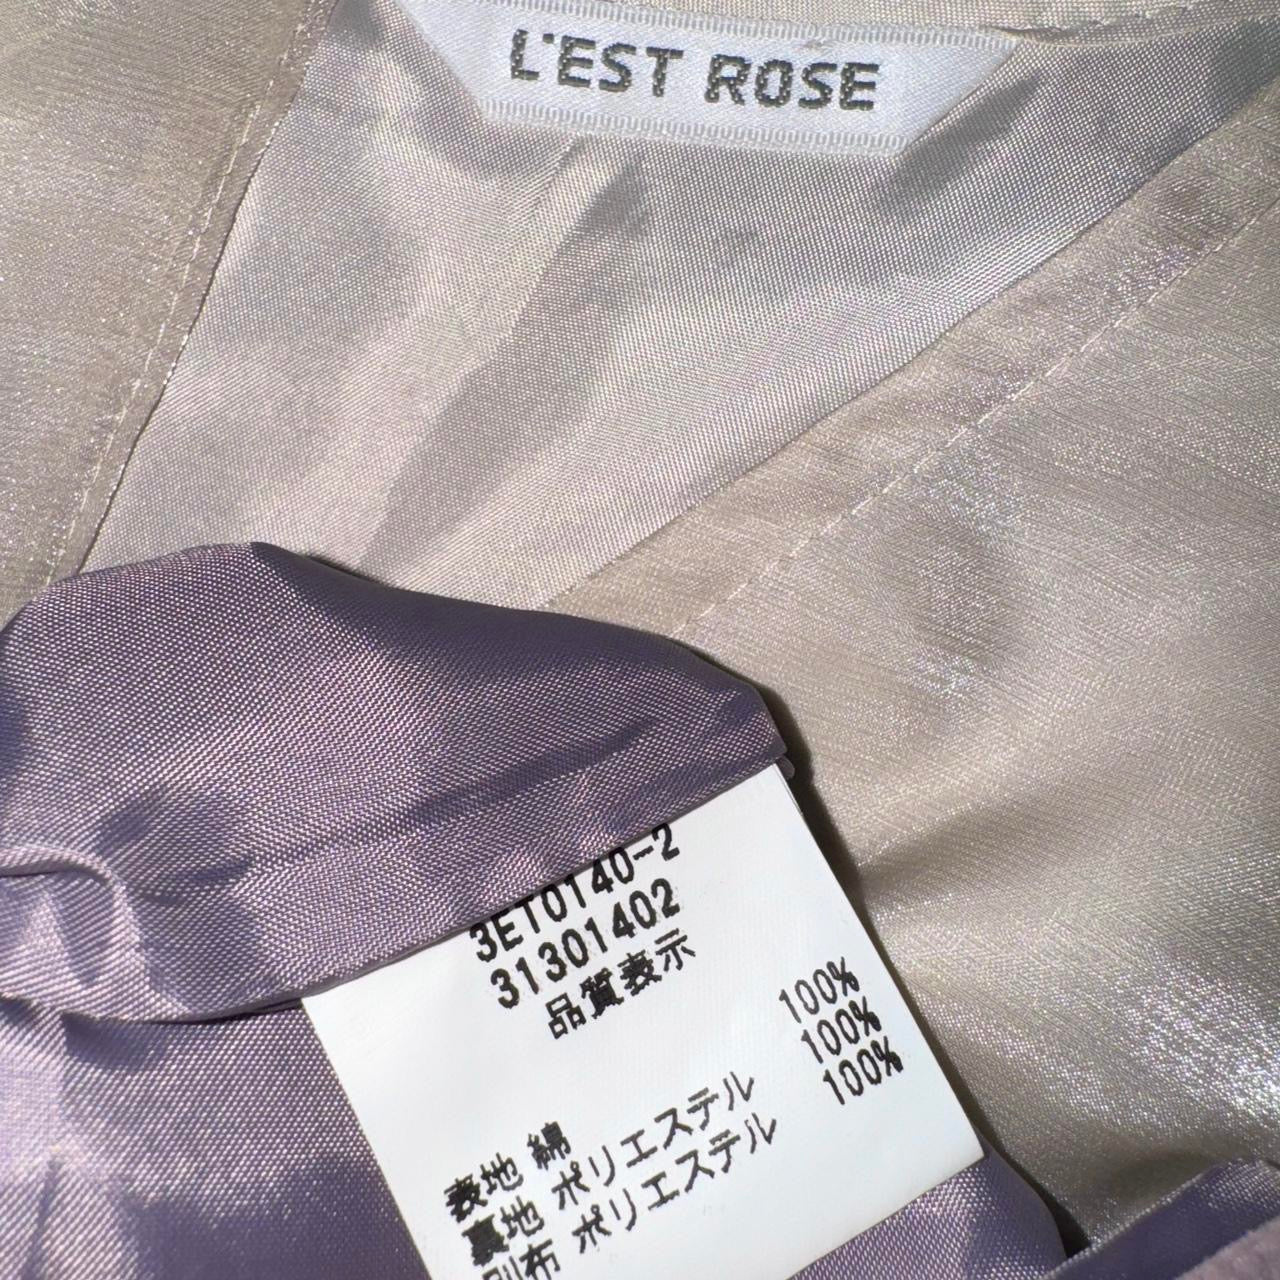 L'EST ROSE
3ET0140-2
31301402
品質表示
表地 綿 100%
裏地 ポリエステル 100%
別布 ポリエステル 100%